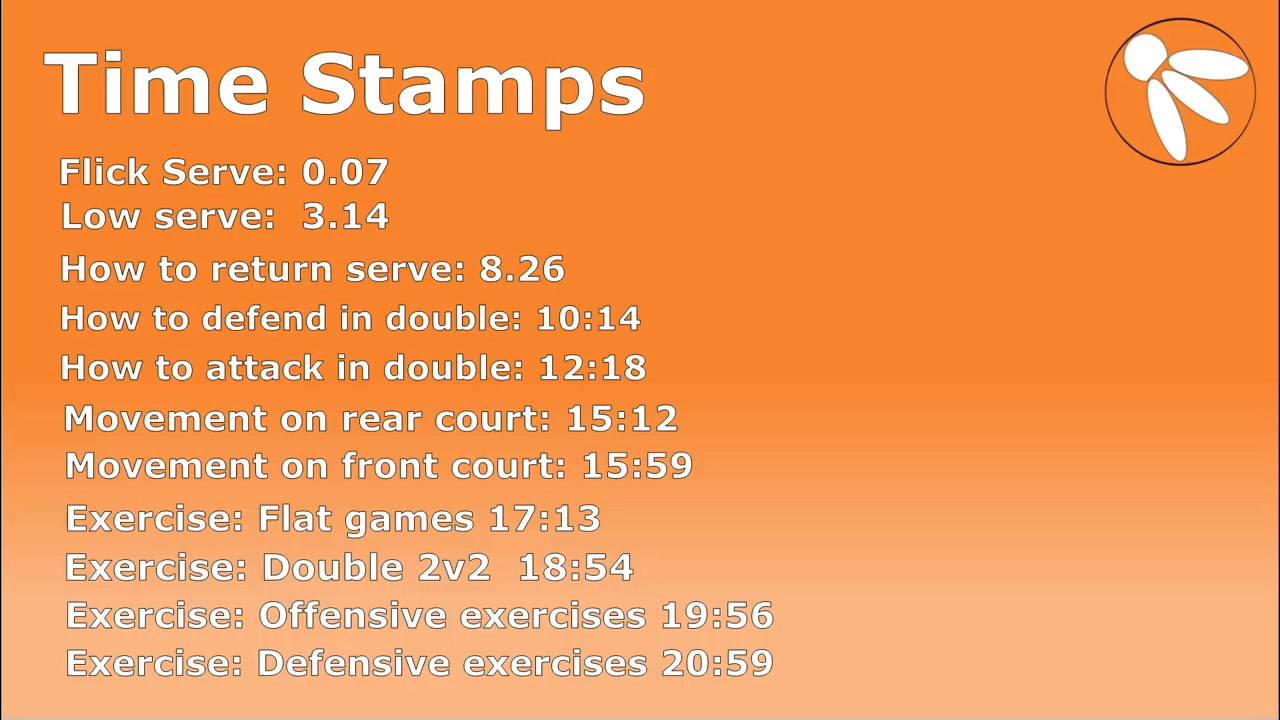 Time Stamps
Flick Serve: 0.07
Low serve:  3.14
How to return serve: 8.26
How to defend in double: 10:14
How to attack in double: 12:18
Movement on rear court: 15:12
Movement on front court: 15:59
Exercise: Flat games 17:13
Exercise: Double 2v2  18:54
Exercise: Offensive exercises 19:56
Exercise: Defensive exercises 20:59